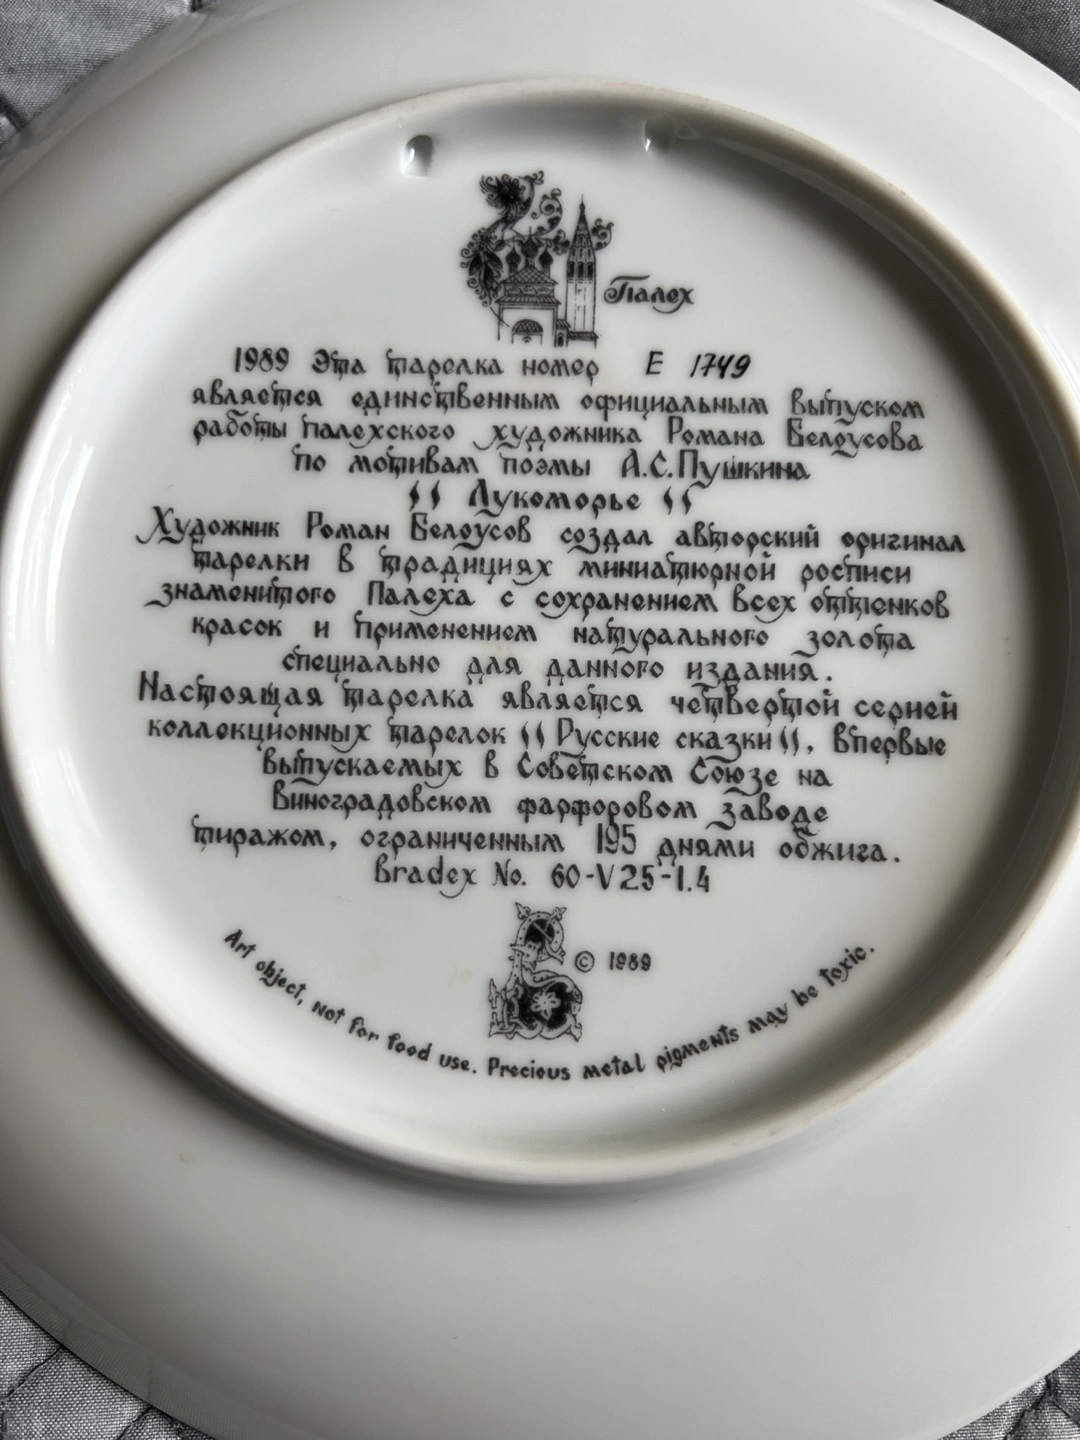 Палех
1989 Эта тарелка номер E 1749
является единственным официальным выпуском
работы палехского художника Романа Белоусова
по мотивам поэмы А.С.Пушкина
" Лукоморье "
Художник Роман Белоусов создал авторский оригинал
тарелки в традициях миниатюрной росписи
знаменитого Палеха с сохранением всех оттенков
красок и применением натурального золота
специально для данного издания.
Настоящая тарелка является четвертой серией
коллекционных тарелок "Русские сказки", впервые
выпускаемых в Советском Союзе на
Виноградовском фарфоровом заводе
тиражом, ограниченным 195 днями обжига.
Bradex No. 60-V25-1.4
© 1989
Art object, not for food use. Precious metal pigments may be toxic.